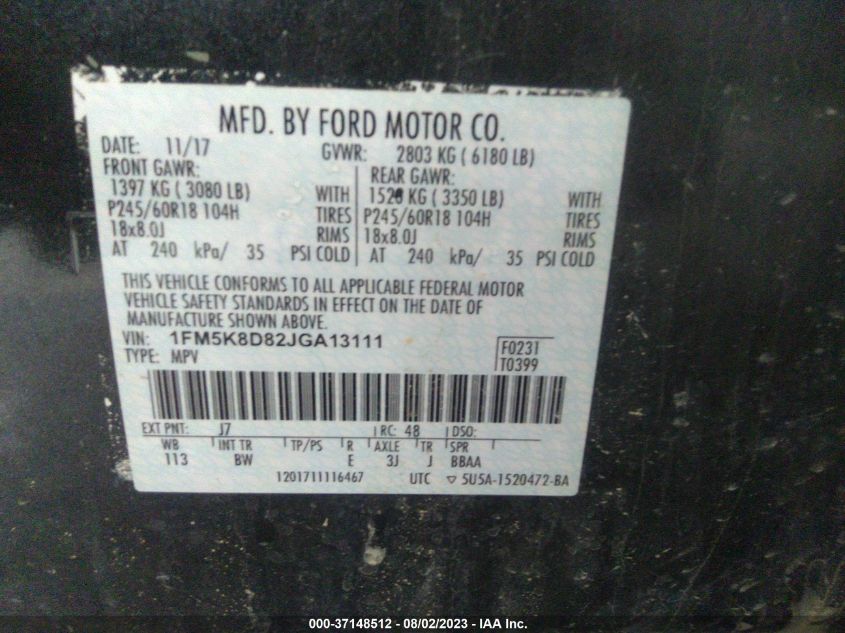 MFD. BY FORD MOTOR CO.
DATE: 11/17 GVWR: 2803 KG ( 6180 LB)
FRONT GAWR: REAR GAWR:
1397 KG ( 3080 LB) WITH 1520 KG ( 3350 LB) WITH
P245/60R18 104H TIRES P245/60R18 104H TIRES
18x8.0J RIMS 18x8.0J RIMS
AT 240 kPa/ 35 PSI COLD AT 240 kPa/ 35 PSI COLD
THIS VEHICLE CONFORMS TO ALL APPLICABLE FEDERAL MOTOR
VEHICLE SAFETY STANDARDS IN EFFECT ON THE DATE OF
MANUFACTURE SHOWN ABOVE.
VIN: 1FM5K8D82JGA13111 F0231
TYPE: MPV T0399
EXT PNT: J7 RC: 48 DSO:
WB INT TR TP/PS R AXLE TR SPR
113 BW E 3J J BBAA
1201711116467 UTC ▽ 5U5A-1520472-BA
000-37148512 - 08/02/2023 - IAA Inc.